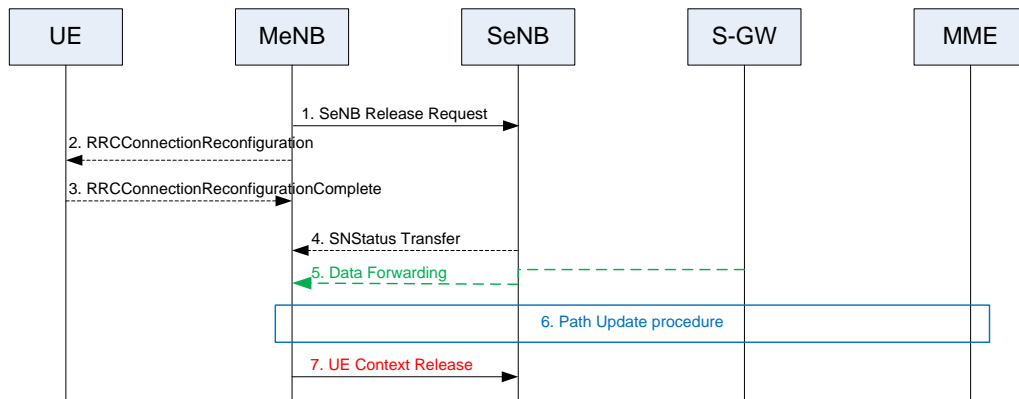 UE
MeNB
SeNB
S-GW
MME
1. SeNB Release Request
2. RRCConnectionReconfiguration
3. RRCConnectionReconfigurationComplete
4. SNStatus Transfer
5. Data Forwarding
6. Path Update procedure
7. UE Context Release